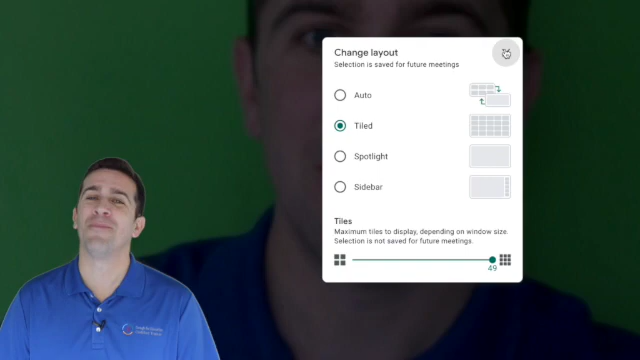 Change layout
Selection is saved for future meetings
Auto
Tiled
Spotlight
Sidebar
Tiles
Maximum tiles to display, depending on window size.
Selection is not saved for future meetings.
49